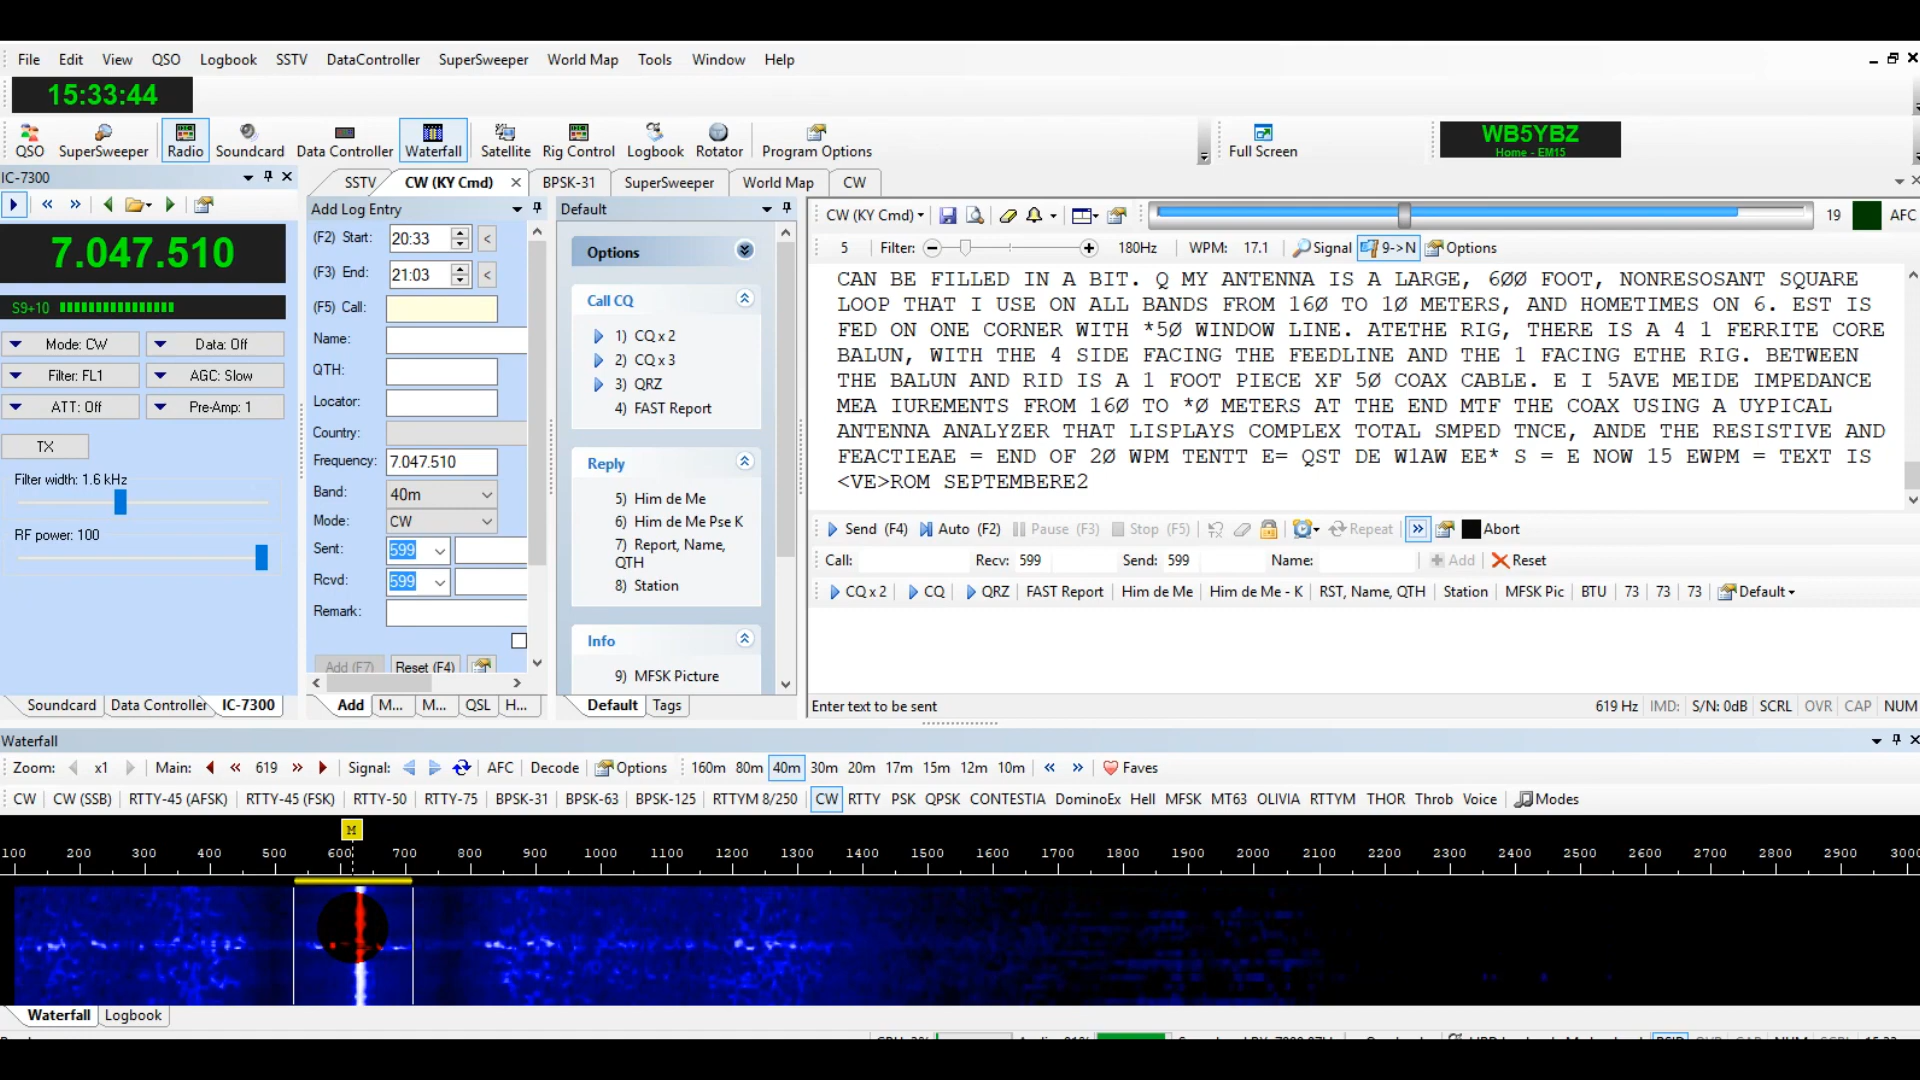 File Edit View QSO Logbook SSTV DataController SuperSweeper World Map Tools Window Help
15:33:44
QSO SuperSweeper Radio Soundcard Data Controller Waterfall Satellite Rig Control Logbook Rotator Program Options Full Screen
WB5YBZ
Home - EM15
IC-7300
7.047.510
S9+10
Mode: CW Data: Off
Filter: FL1 AGC: Slow
ATT: Off Pre-Amp: 1
TX
Filter width: 1.6 kHz
RF power: 100
Soundcard Data Controller IC-7300
SSTV CW (KY Cmd) BPSK-31 SuperSweeper World Map CW
Add Log Entry
(F2) Start: 20:33 <
(F3) End: 21:03 <
(F5) Call:
Name:
QTH:
Locator:
Country:
Frequency: 7.047.510
Band: 40m
Mode: CW
Sent: 599
Rcvd: 599
Remark:
Add (F7) Reset (F4)
Add M... M... QSL H...
Default
Options
Call CQ
1) CQ x 2
2) CQ x 3
3) QRZ
4) FAST Report
Reply
5) Him de Me
6) Him de Me Pse K
7) Report, Name,
QTH
8) Station
Info
9) MFSK Picture
Default Tags
CW (KY Cmd) 19 AFC
5 Filter: 180Hz WPM: 17.1 Signal 9->N Options
CAN BE FILLED IN A BIT. Q MY ANTENNA IS A LARGE, 6ØØ FOOT, NONRESOSANT SQUARE
LOOP THAT I USE ON ALL BANDS FROM 16Ø TO 1Ø METERS, AND HOMETIMES ON 6. EST IS
FED ON ONE CORNER WITH *5Ø WINDOW LINE. ATETHE RIG, THERE IS A 4 1 FERRITE CORE
BALUN, WITH THE 4 SIDE FACING THE FEEDLINE AND THE 1 FACING ETHE RIG. BETWEEN
THE BALUN AND RID IS A 1 FOOT PIECE XF 5Ø COAX CABLE. E I 5AVE MEIDE IMPEDANCE
MEA IUREMENTS FROM 16Ø TO *Ø METERS AT THE END MTF THE COAX USING A UYPICAL
ANTENNA ANALYZER THAT LISPLAYS COMPLEX TOTAL SMPED TNCE, ANDE THE RESISTIVE AND
FEACTIEAE = END OF 2Ø WPM TENTT E= QST DE W1AW EE* S = E NOW 15 EWPM = TEXT IS
<VE>ROM SEPTEMBERE2
Send (F4) Auto (F2) Pause (F3) Stop (F5) Repeat Abort
Call: Recv: 599 Send: 599 Name: Add Reset
CQ x 2 CQ QRZ FAST Report Him de Me Him de Me - K RST, Name, QTH Station MFSK Pic BTU 73 73 73 Default
Enter text to be sent 619 Hz IMD: S/N: 0dB SCRL OVR CAP NUM
Waterfall
Zoom: x1 Main: 619 Signal: AFC Decode Options 160m 80m 40m 30m 20m 17m 15m 12m 10m Faves
CW CW (SSB) RTTY-45 (AFSK) RTTY-45 (FSK) RTTY-50 RTTY-75 BPSK-31 BPSK-63 BPSK-125 RTTYM 8/250 CW RTTY PSK QPSK CONTESTIA DominoEx Hell MFSK MT63 OLIVIA RTTYM THOR Throb Voice Modes
M
100 200 300 400 500 600 700 800 900 1000 1100 1200 1300 1400 1500 1600 1700 1800 1900 2000 2100 2200 2300 2400 2500 2600 2700 2800 2900 3000
Waterfall Logbook